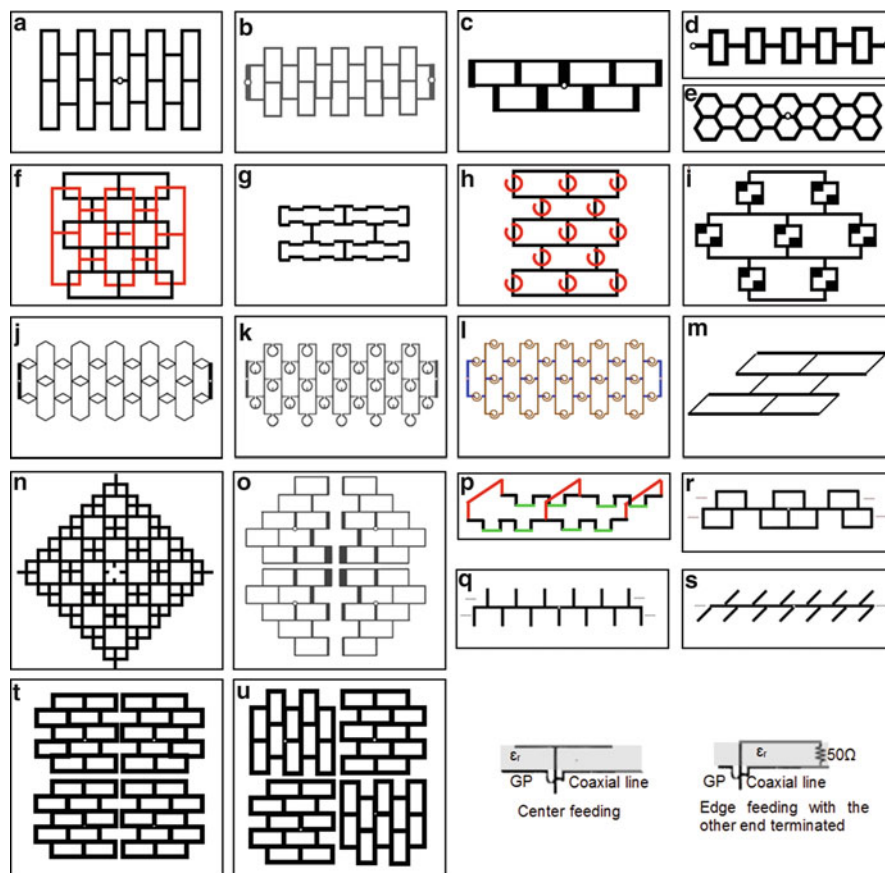 a
b
c
d
e
f
g
h
i
j
k
l
m
n
o
p
r
q
s
t
u
εr
GP Coaxial line
Center feeding
εr
50Ω
GP Coaxial line
Edge feeding with the
other end terminated